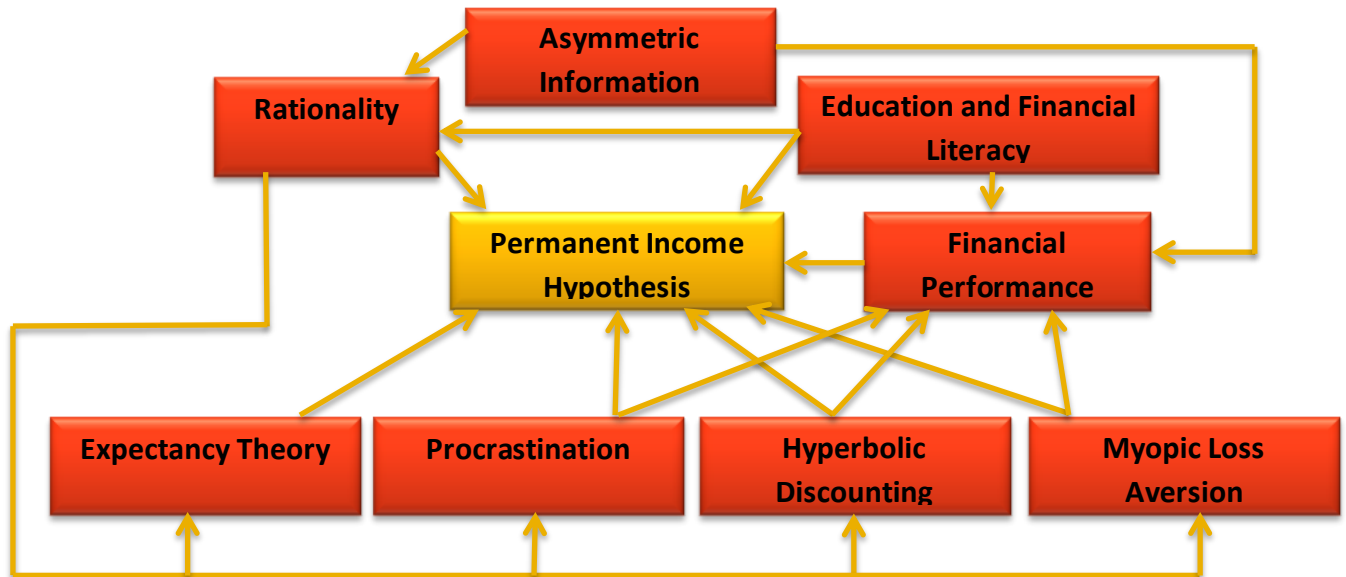 Asymmetric
Information
Rationality
Education and Financial
Literacy
Permanent Income
Hypothesis
Financial
Performance
Expectancy Theory
Procrastination
Hyperbolic
Discounting
Myopic Loss
Aversion